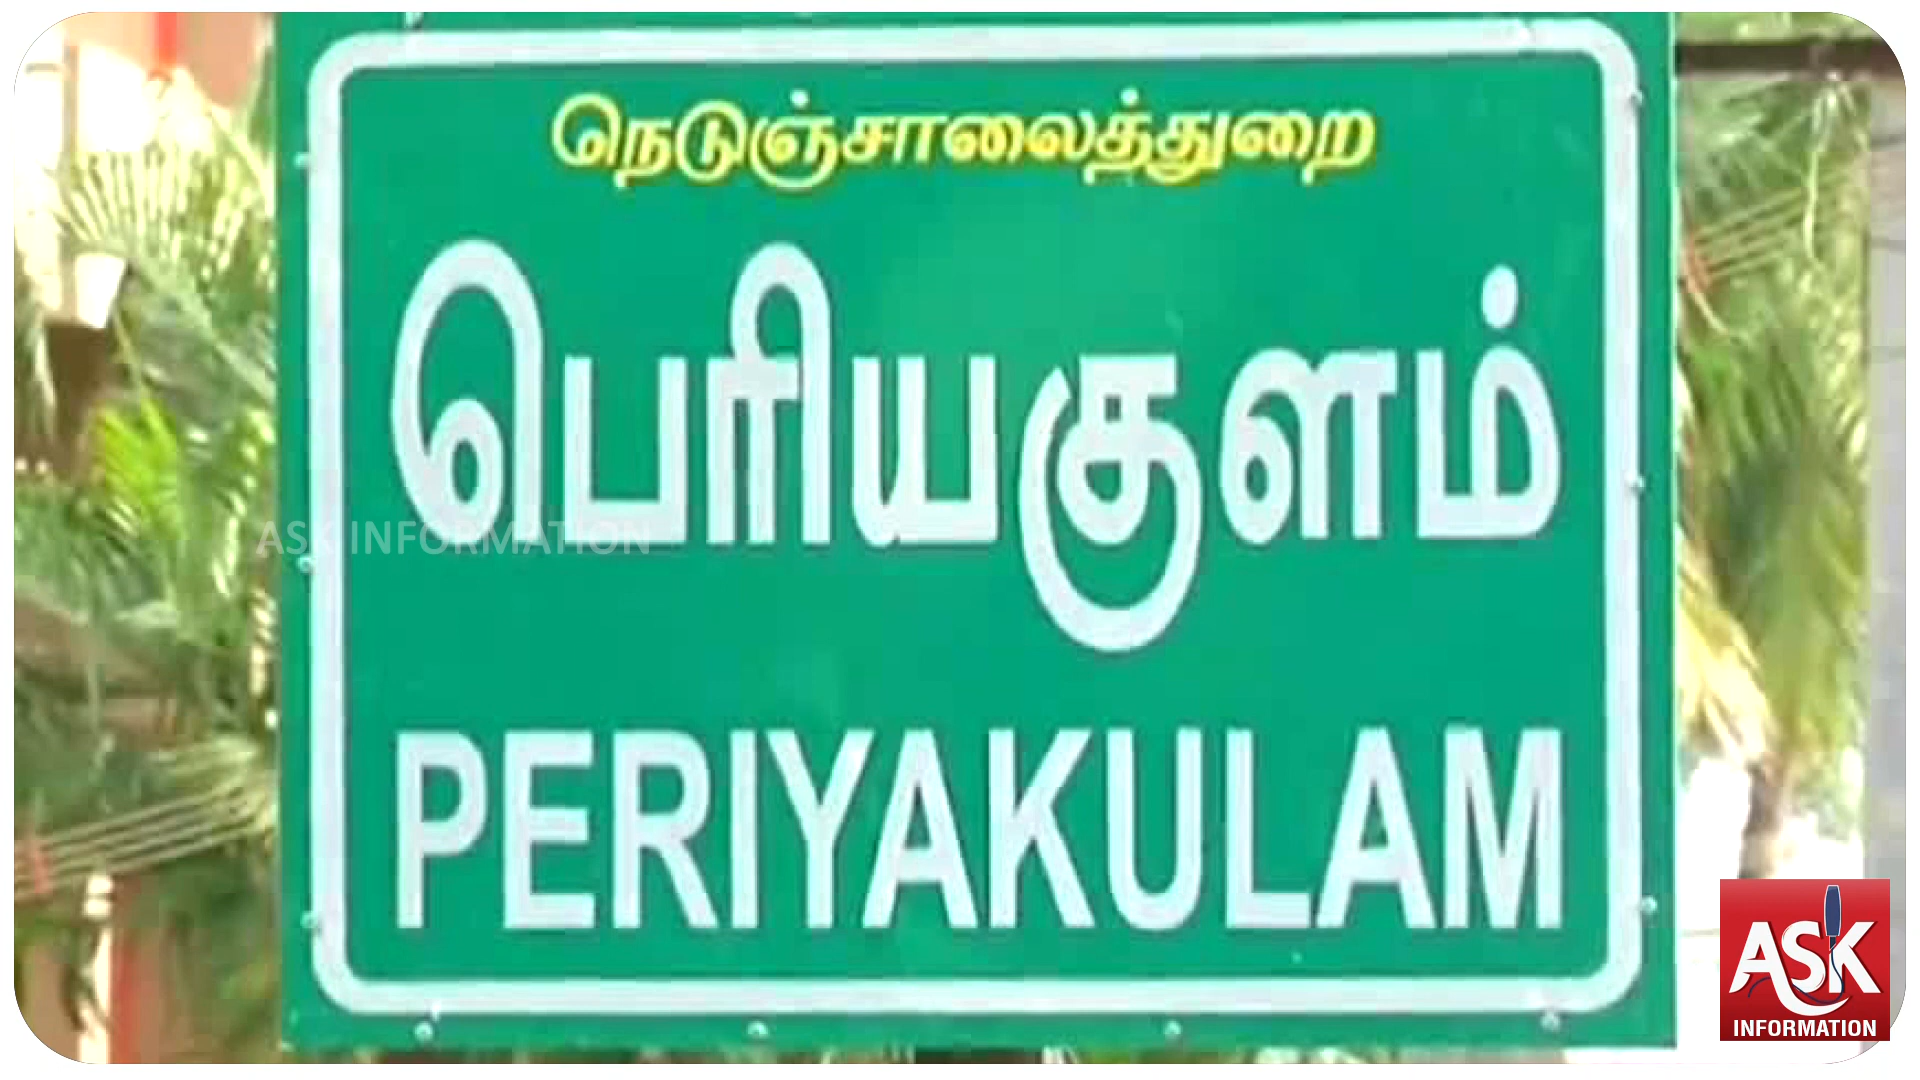 நெடுஞ்சாலைத்துறை
பெரியகுளம்
ASK INFORMATION
PERIYAKULAM
ASK
INFORMATION